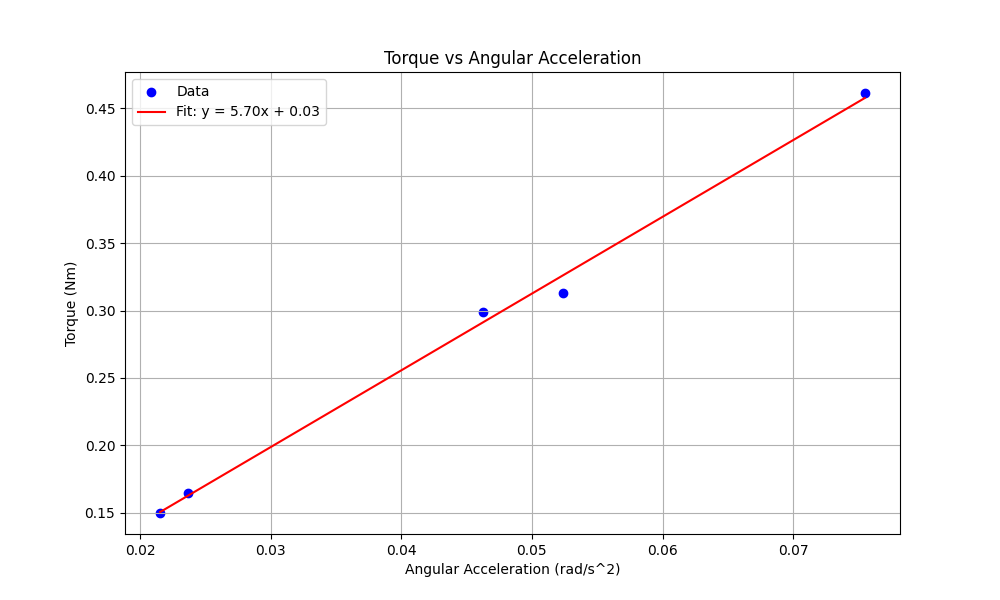 Torque vs Angular Acceleration
Data
Fit: y = 5.70x + 0.03
0.45
0.40
0.35
0.30
0.25
0.20
0.15
Torque (Nm)
0.02 0.03 0.04 0.05 0.06 0.07
Angular Acceleration (rad/s^2)